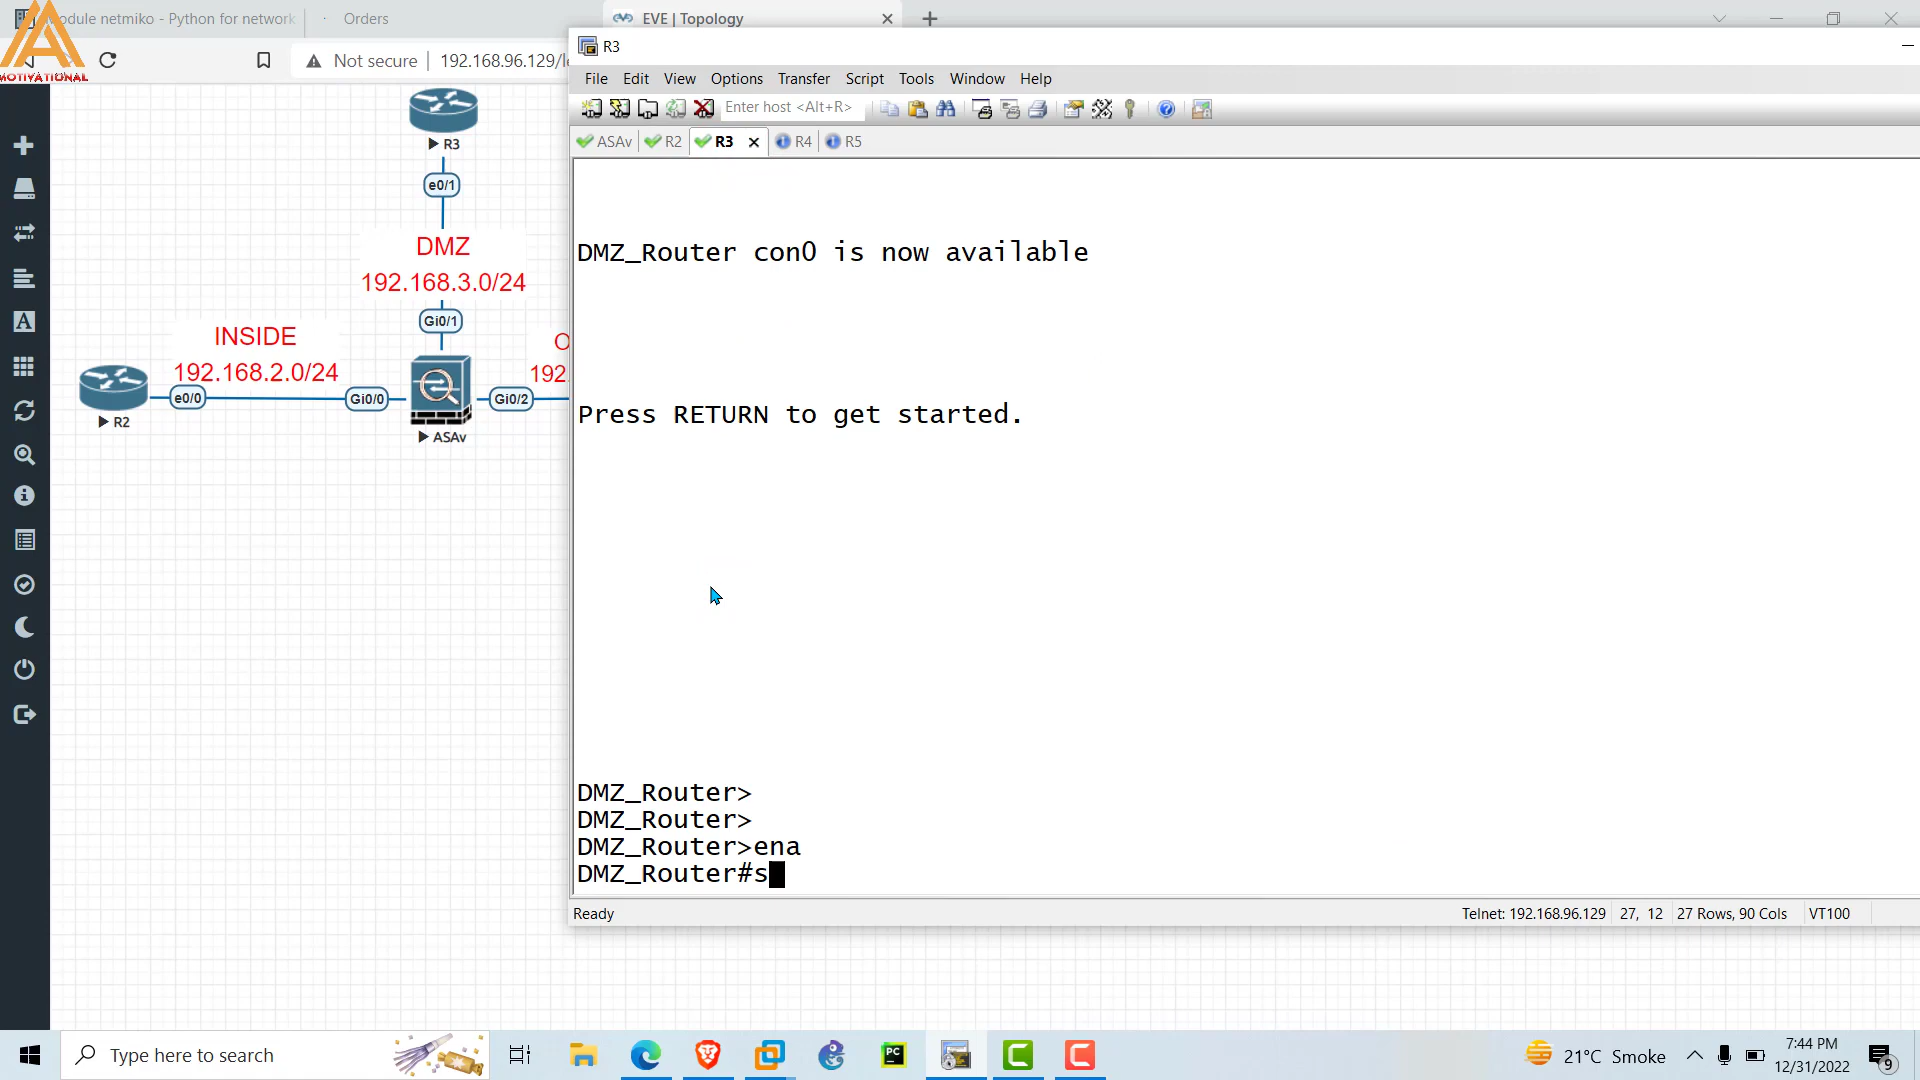 odule netmiko - Python for network
Orders
EVE | Topology
MOTIVATIONAL
Not secure
192.168.96.129/le
R3
File Edit View Options Transfer Script Tools Window Help
Enter host <Alt+R>
ASAv R2 R3 R4 R5
R3
e0/1
DMZ
192.168.3.0/24
Gi0/1
INSIDE
192.168.2.0/24
O
192.
e0/0
Gi0/0
Gi0/2
R2
ASAv
DMZ_Router con0 is now available
Press RETURN to get started.
DMZ_Router>
DMZ_Router>
DMZ_Router>ena
DMZ_Router#s
Ready
Telnet: 192.168.96.129 27, 12 27 Rows, 90 Cols VT100
Type here to search
PC
21°C Smoke
7:44 PM
12/31/2022
9